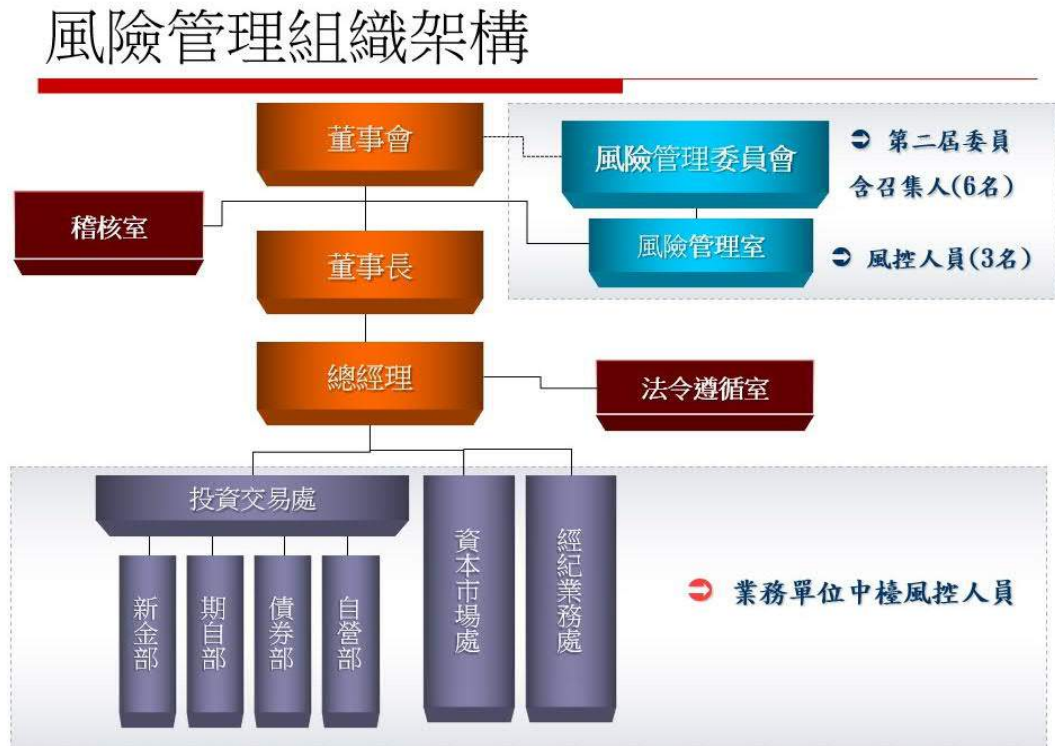 風險管理組織架構
董事會
風險管理委員會
➲ 第二屆委員
含召集人(6名)
稽核室
風險管理室
➲ 風控人員(3名)
董事長
總經理
法令遵循室
投資交易處
新金部
期自部
債券部
自營部
資本市場處
經紀業務處
➲ 業務單位中檯風控人員